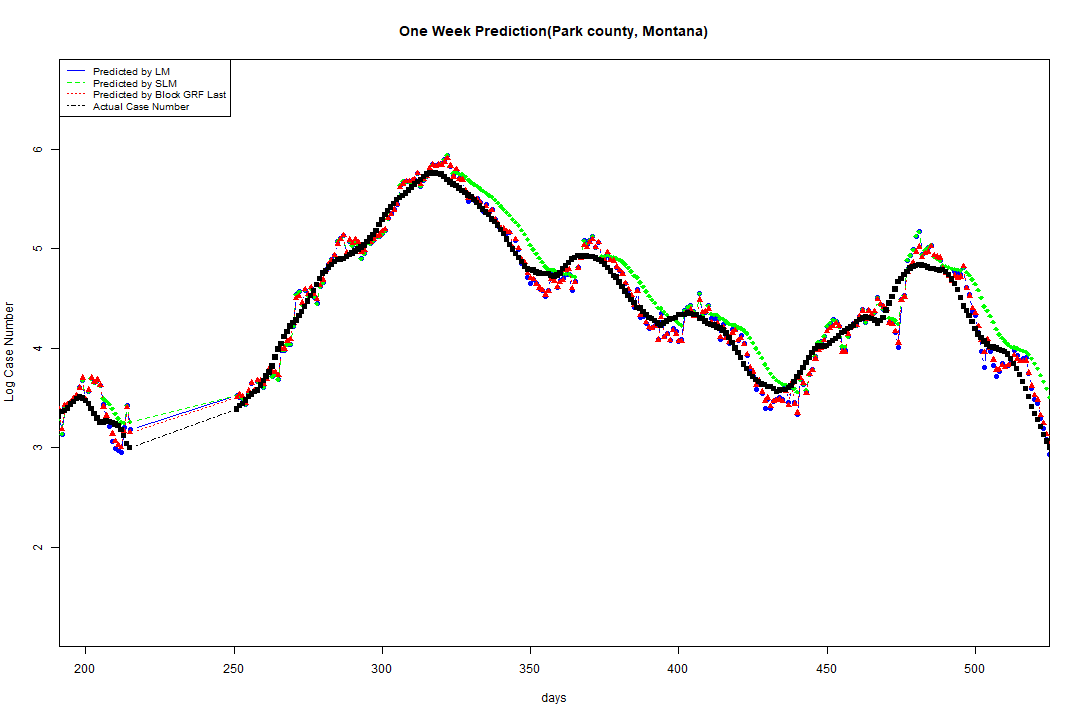 One Week Prediction(Park county, Montana)
Predicted by LM
Predicted by SLM
Predicted by Block GRF Last
Actual Case Number
6
5
4
3
2
Log Case Number
200 250 300 350 400 450 500
days